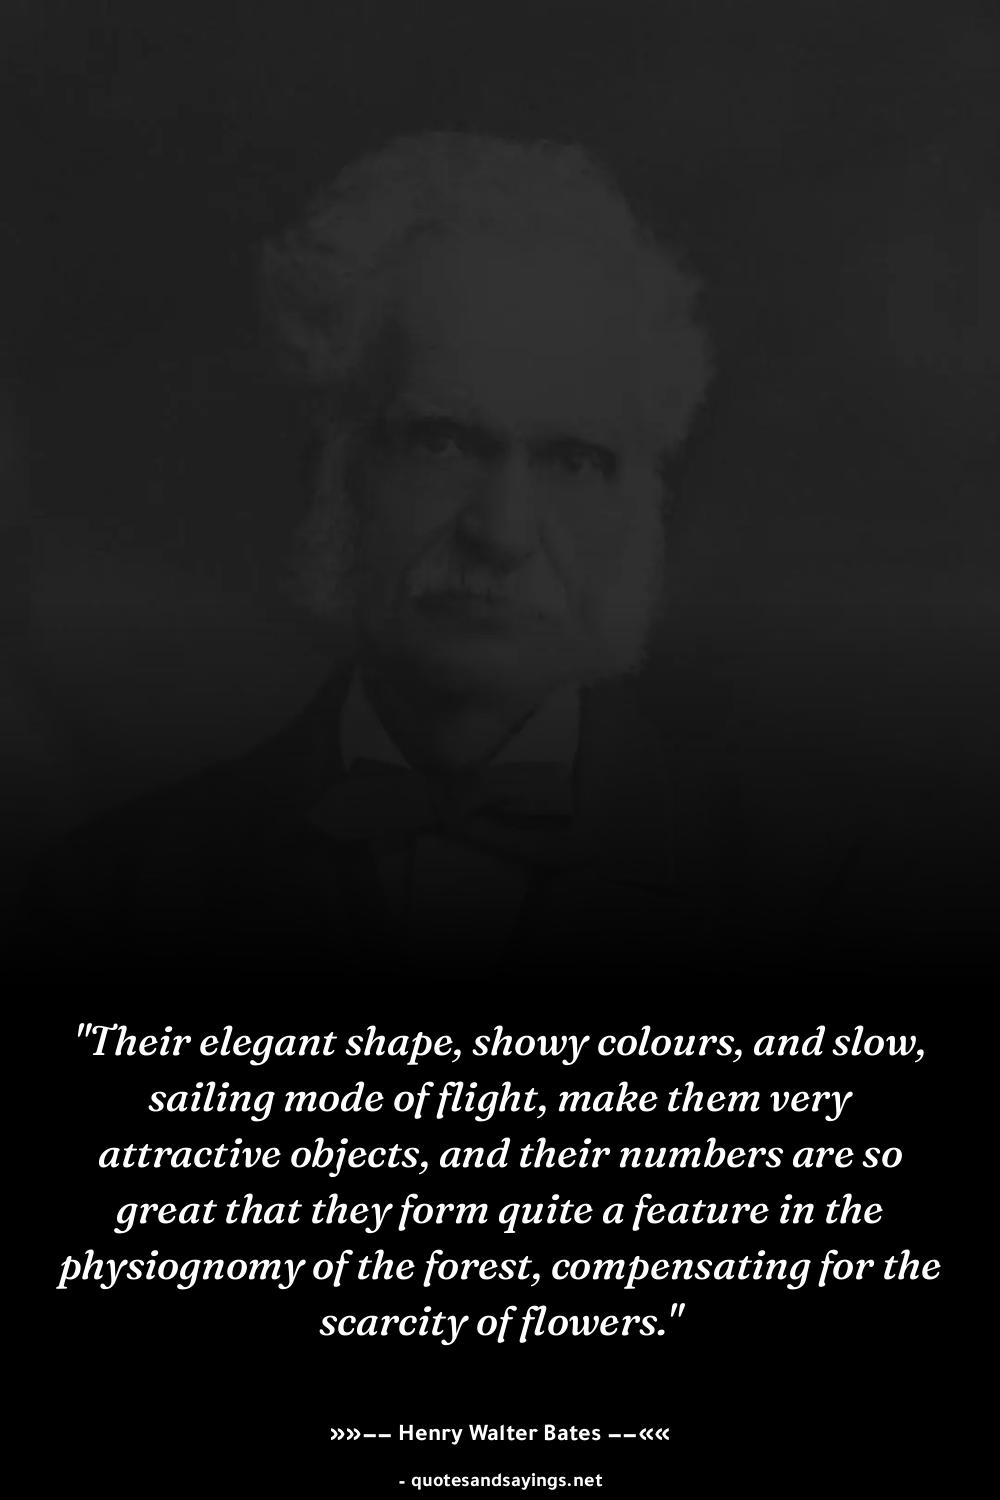 "Their elegant shape, showy colours, and slow,
sailing mode of flight, make them very
attractive objects, and their numbers are so
great that they form quite a feature in the
physiognomy of the forest, compensating for the
scarcity of flowers."
»»−− Henry Walter Bates −−««
- quotesandsayings.net